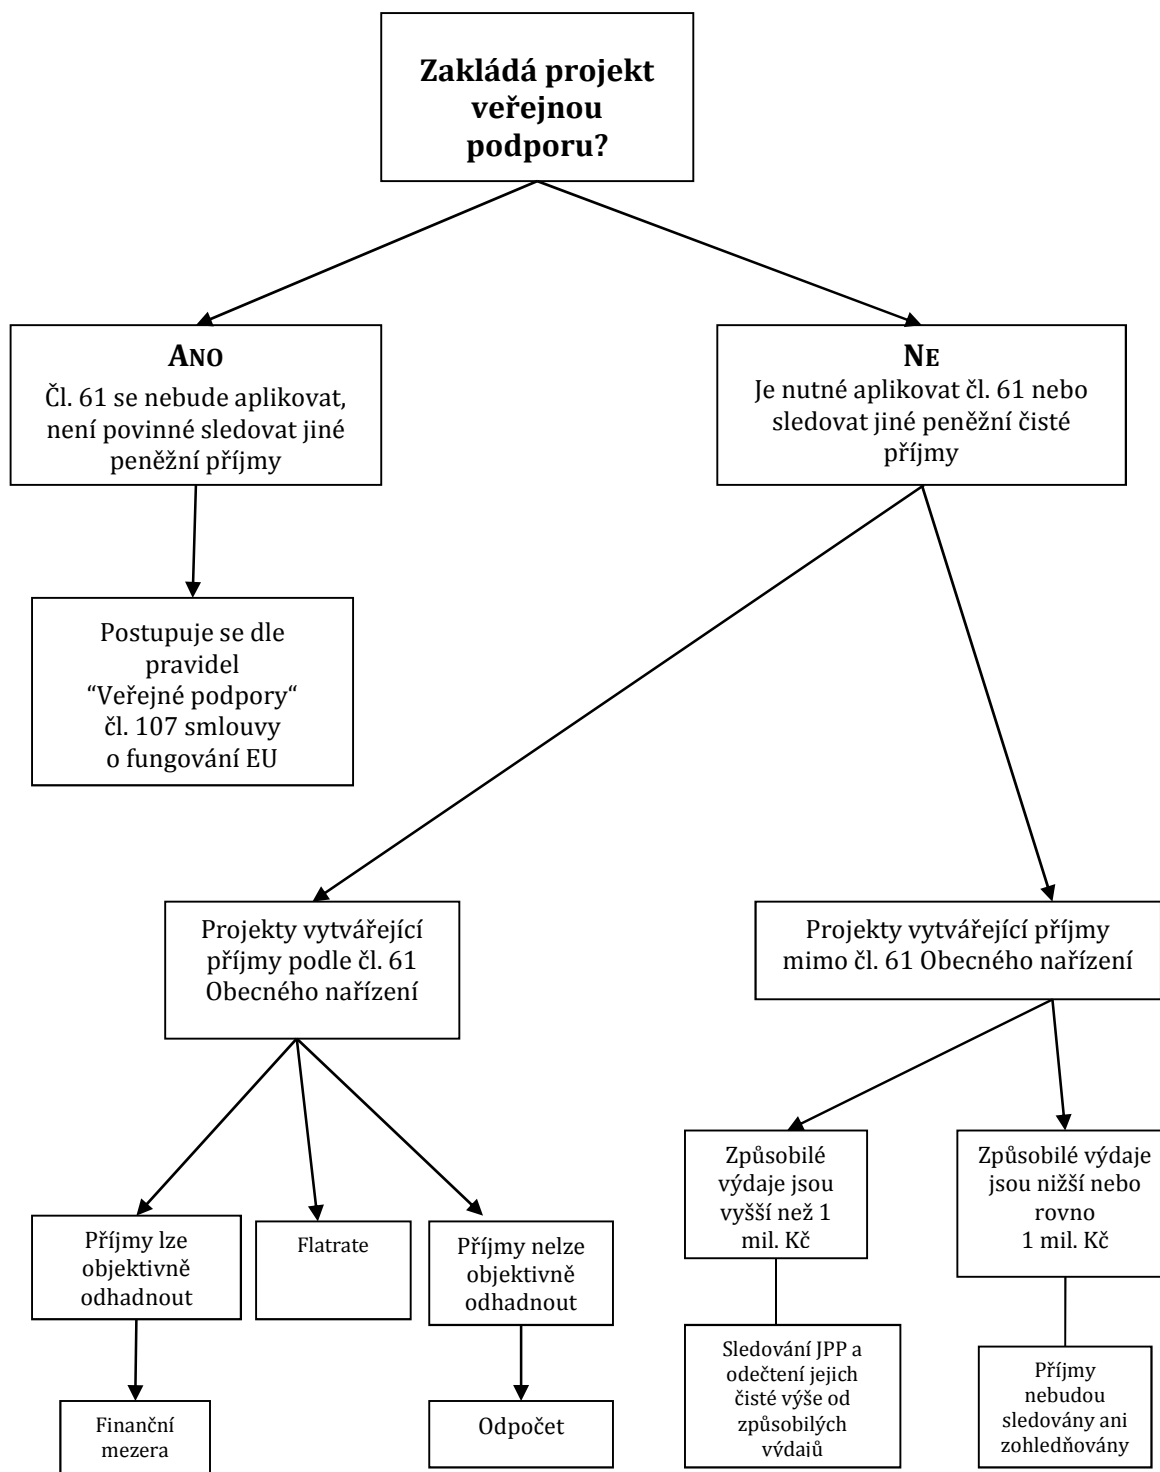 Zakládá projekt
veřejnou
podporu?
ANO
Čl. 61 se nebude aplikovat,
není povinné sledovat jiné
peněžní příjmy
NE
Je nutné aplikovat čl. 61 nebo
sledovat jiné peněžní čisté
příjmy
Postupuje se dle
pravidel
“Veřejné podpory“
čl. 107 smlouvy
o fungování EU
Projekty vytvářející
příjmy podle čl. 61
Obecného nařízení
Projekty vytvářející příjmy
mimo čl. 61 Obecného nařízení
Příjmy lze
objektivně
odhadnout
Flatrate
Příjmy nelze
objektivně
odhadnout
Způsobilé
výdaje jsou
vyšší než 1
mil. Kč
Způsobilé výdaje
jsou nižší nebo
rovno
1 mil. Kč
Finanční
mezera
Odpočet
Sledování JPP a
odečtení jejich
čisté výše od
způsobilých
výdajů
Příjmy
nebudou
sledovány ani
zohledňovány